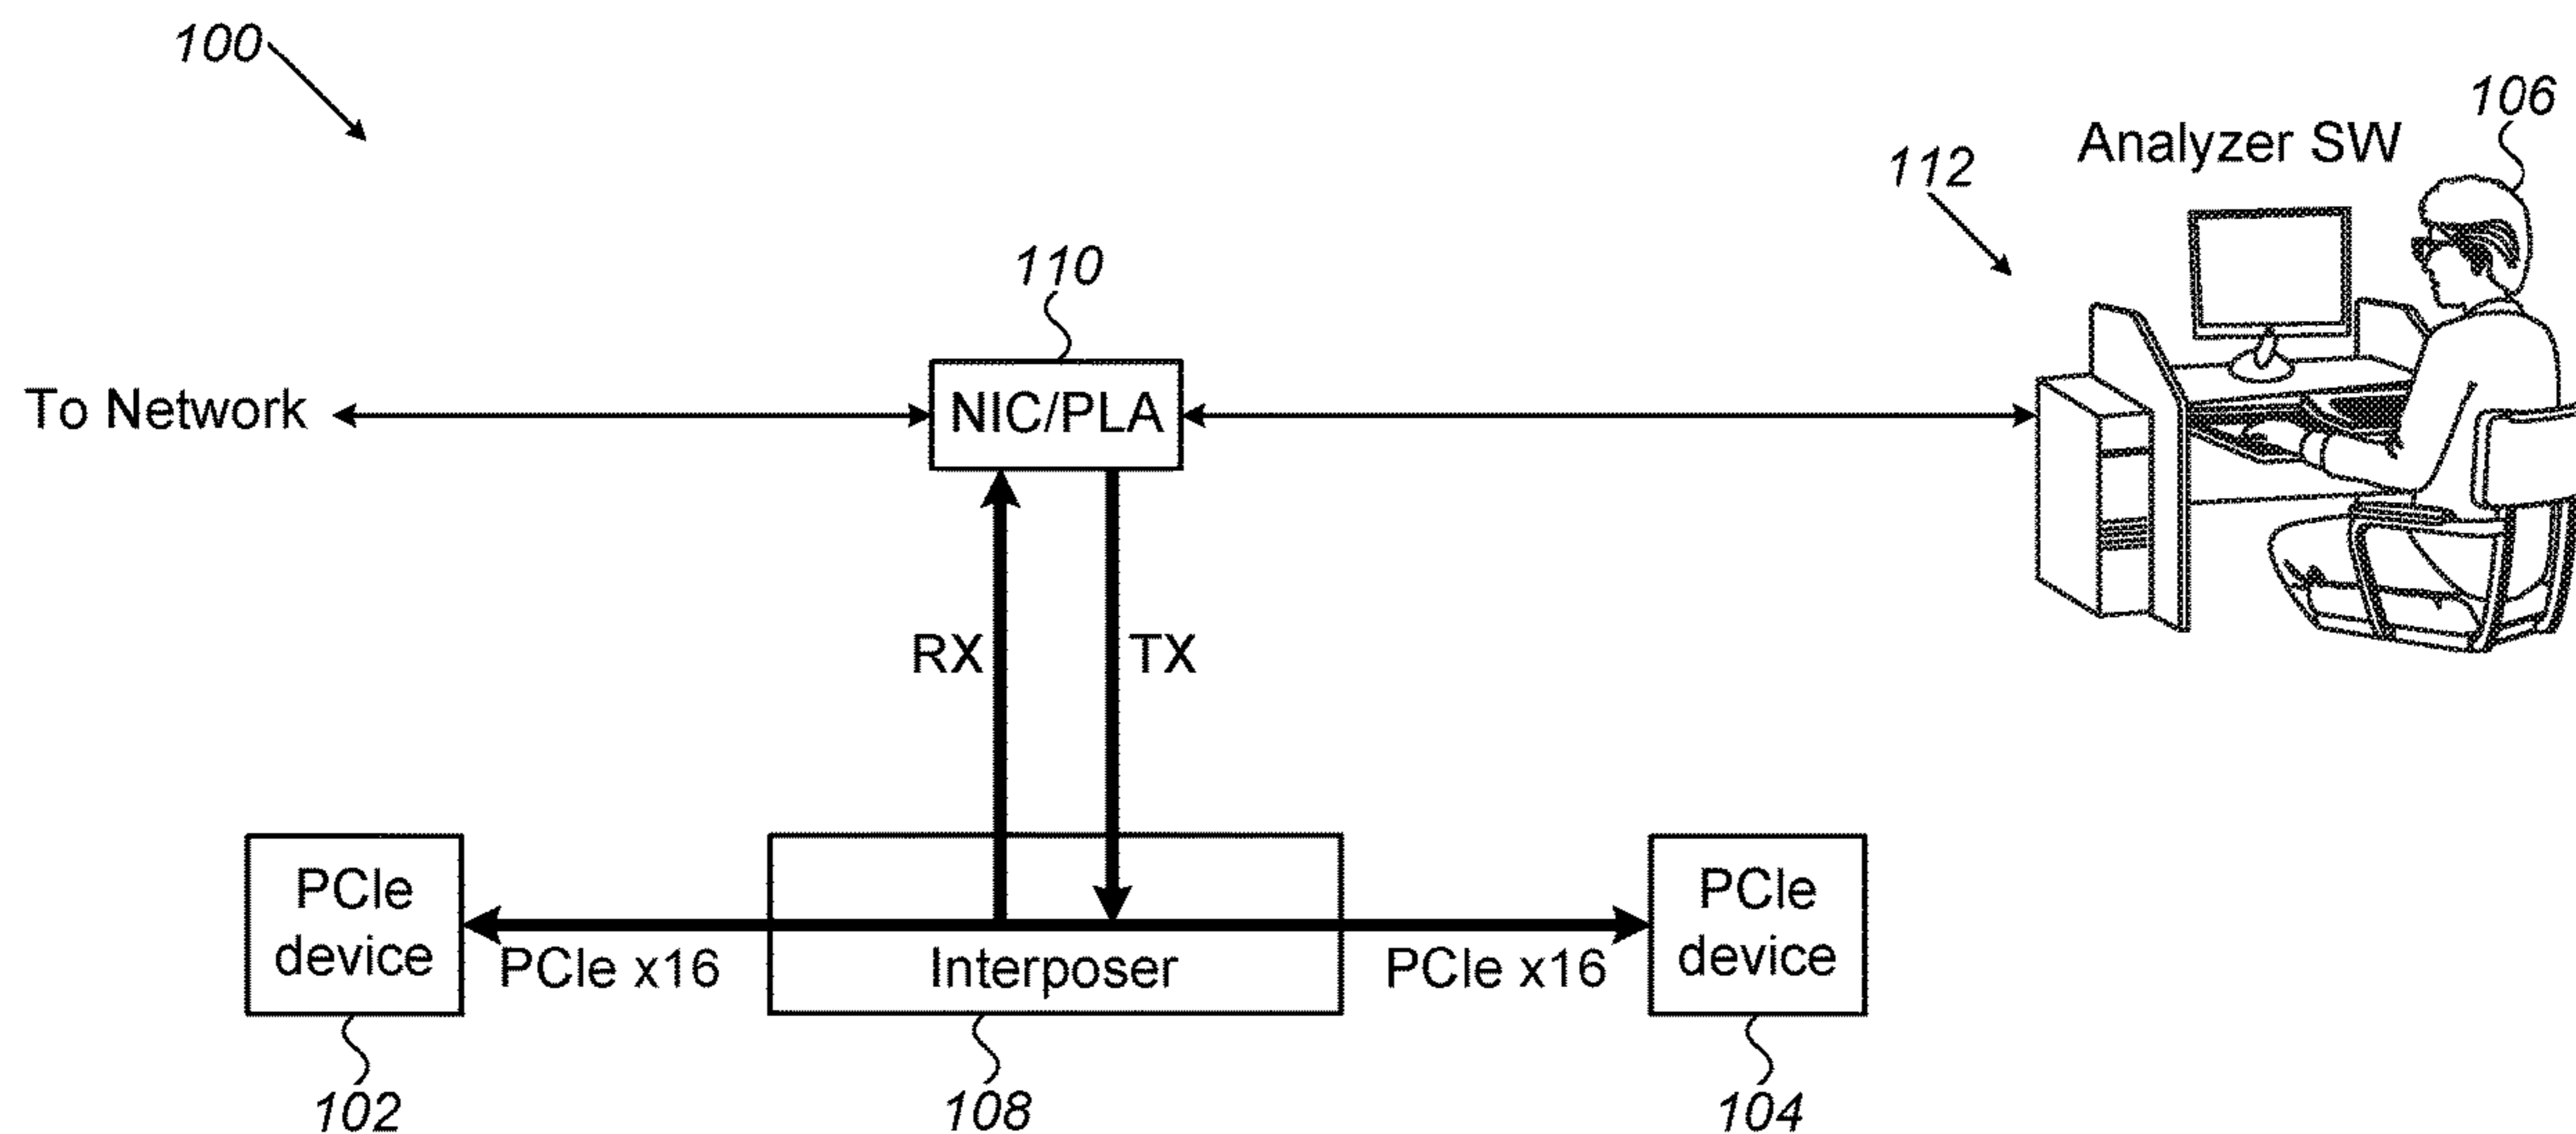 100
106
Analyzer SW
112
110
To Network
NIC/PLA
RX
TX
PCIe
device
PCIe x16
Interposer
PCIe x16
PCIe
device
102
108
104